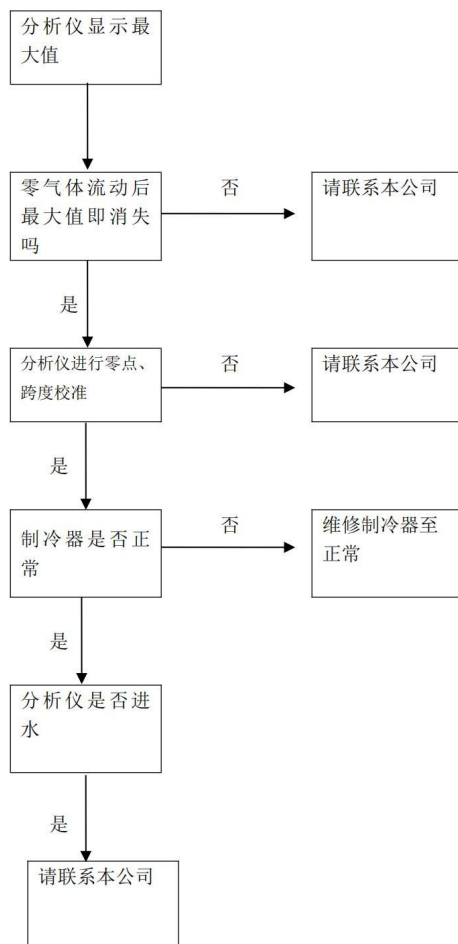 分析仪显示最
大值
零气体流动后
最大值即消失
吗
否
请联系本公司
是
分析仪进行零点、
跨度校准
否
请联系本公司
是
制冷器是否正
常
否
维修制冷器至
正常
是
分析仪是否进
水
是
请联系本公司